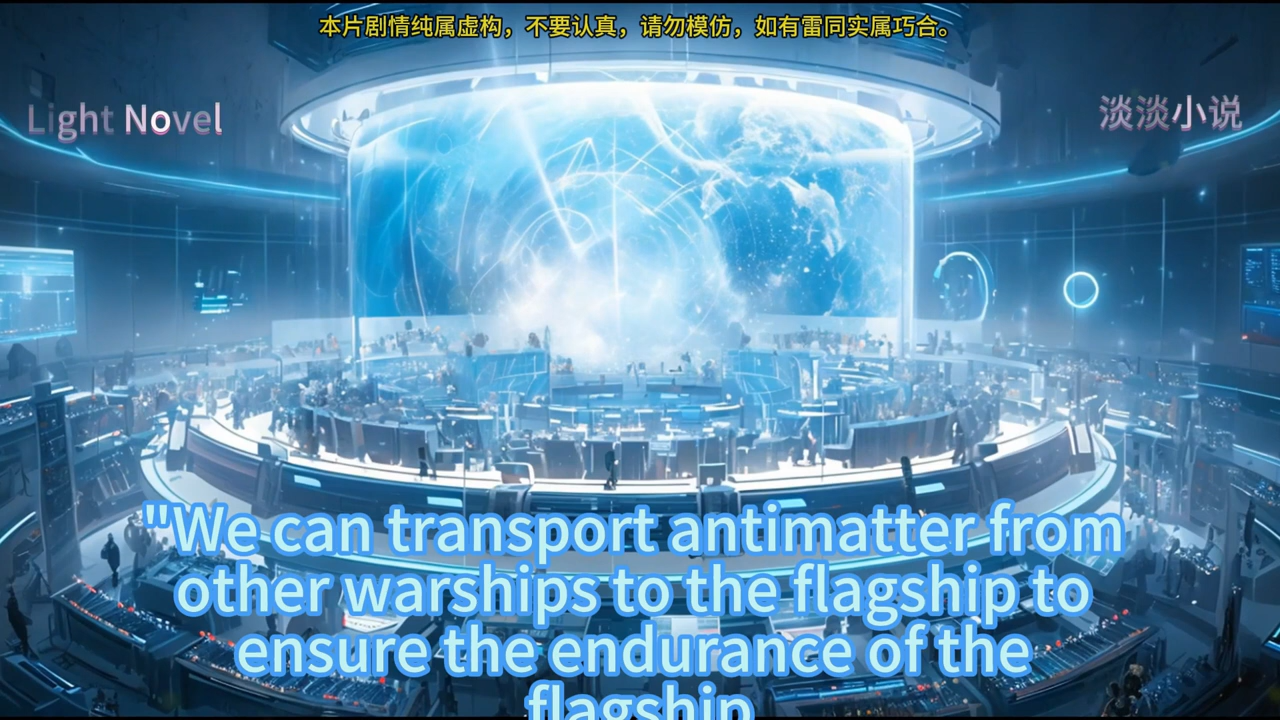 本片剧情纯属虚构，不要认真，请勿模仿，如有雷同实属巧合。
Light Novel
淡淡小说
"We can transport antimatter from
other warships to the flagship to
ensure the endurance of the
flagship